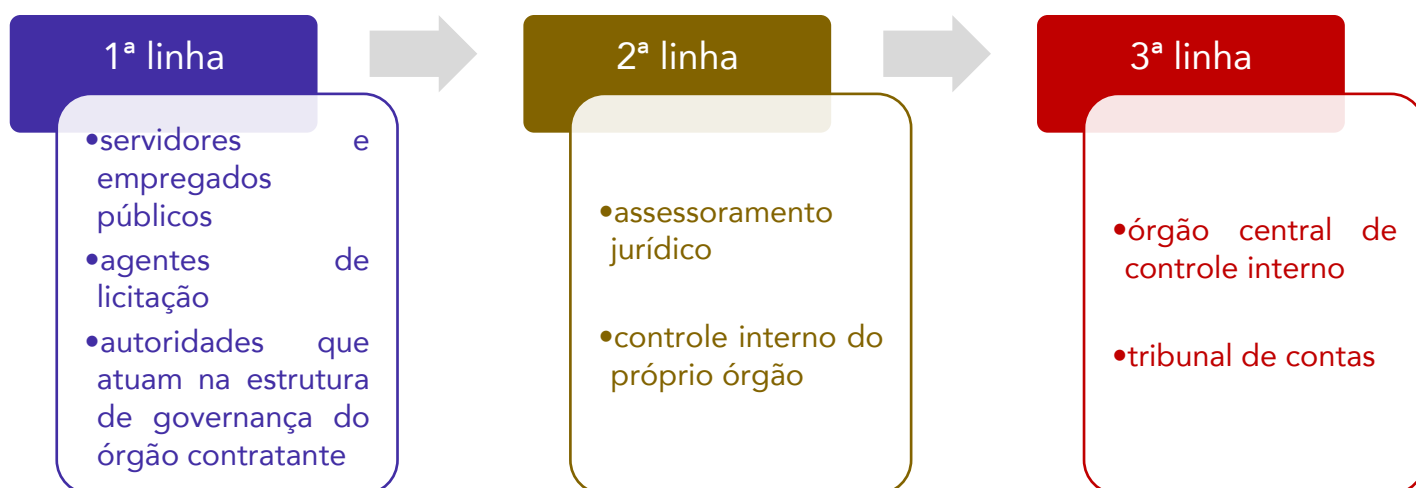 1ª linha
•servidores e
empregados
públicos
•agentes de
licitação
•autoridades que
atuam na estrutura
de governança do
órgão contratante
2ª linha
•assessoramento
jurídico
•controle interno do
próprio órgão
3ª linha
•órgão central de
controle interno
•tribunal de contas